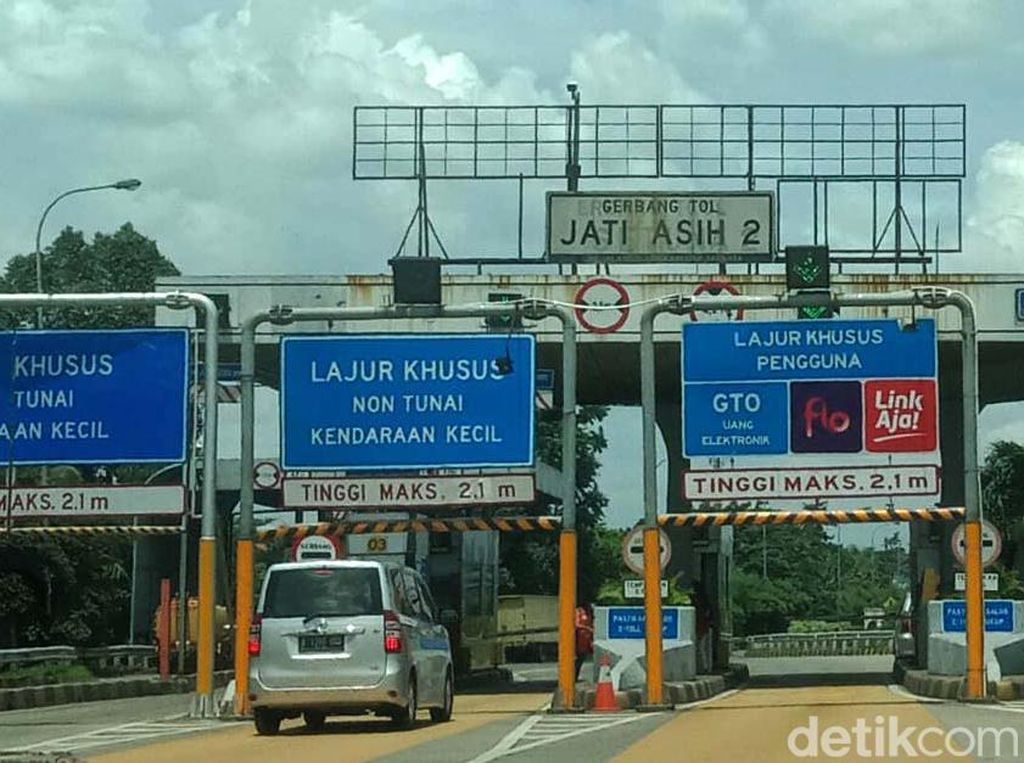 GERBANG TOL
JATI ASIH 2
KHUSUS
TUNAI
AAN KECIL
MAKS. 2,1 m
LAJUR KHUSUS
NON TUNAI
KENDARAAN KECIL
TINGGI MAKS. 2,1 m
LAJUR KHUSUS
PENGGUNA
GTO
UANG
ELEKTRONIK
flo
Link
Aja!
TINGGI MAKS. 2,1 m
GERBANG
03
detikcom